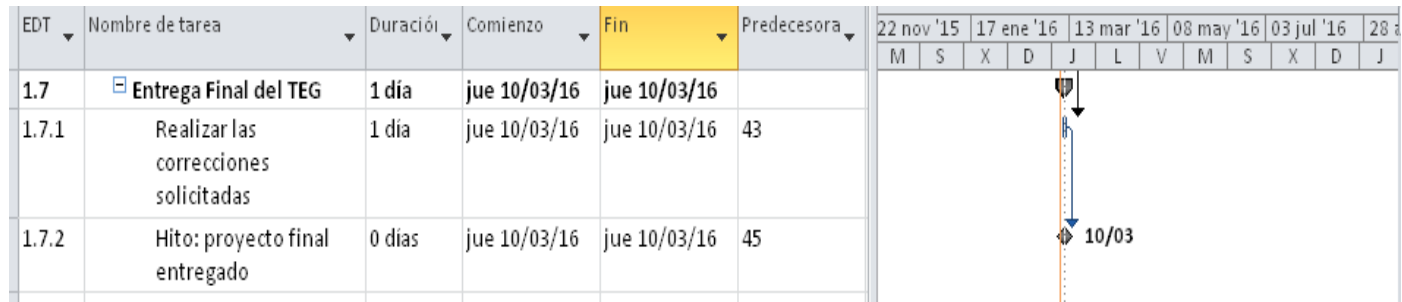 EDT Nombre de tarea Duración Comienzo Fin Predecesora 22 nov '15 17 ene '16 13 mar '16 08 may '16 03 jul '16 28
M S X D J L V M S X D J
1.7 Entrega Final del TEG 1 día jue 10/03/16 jue 10/03/16
1.7.1 Realizar las 1 día jue 10/03/16 jue 10/03/16 43
correcciones
solicitadas
1.7.2 Hito: proyecto final 0 días jue 10/03/16 jue 10/03/16 45 10/03
entregado